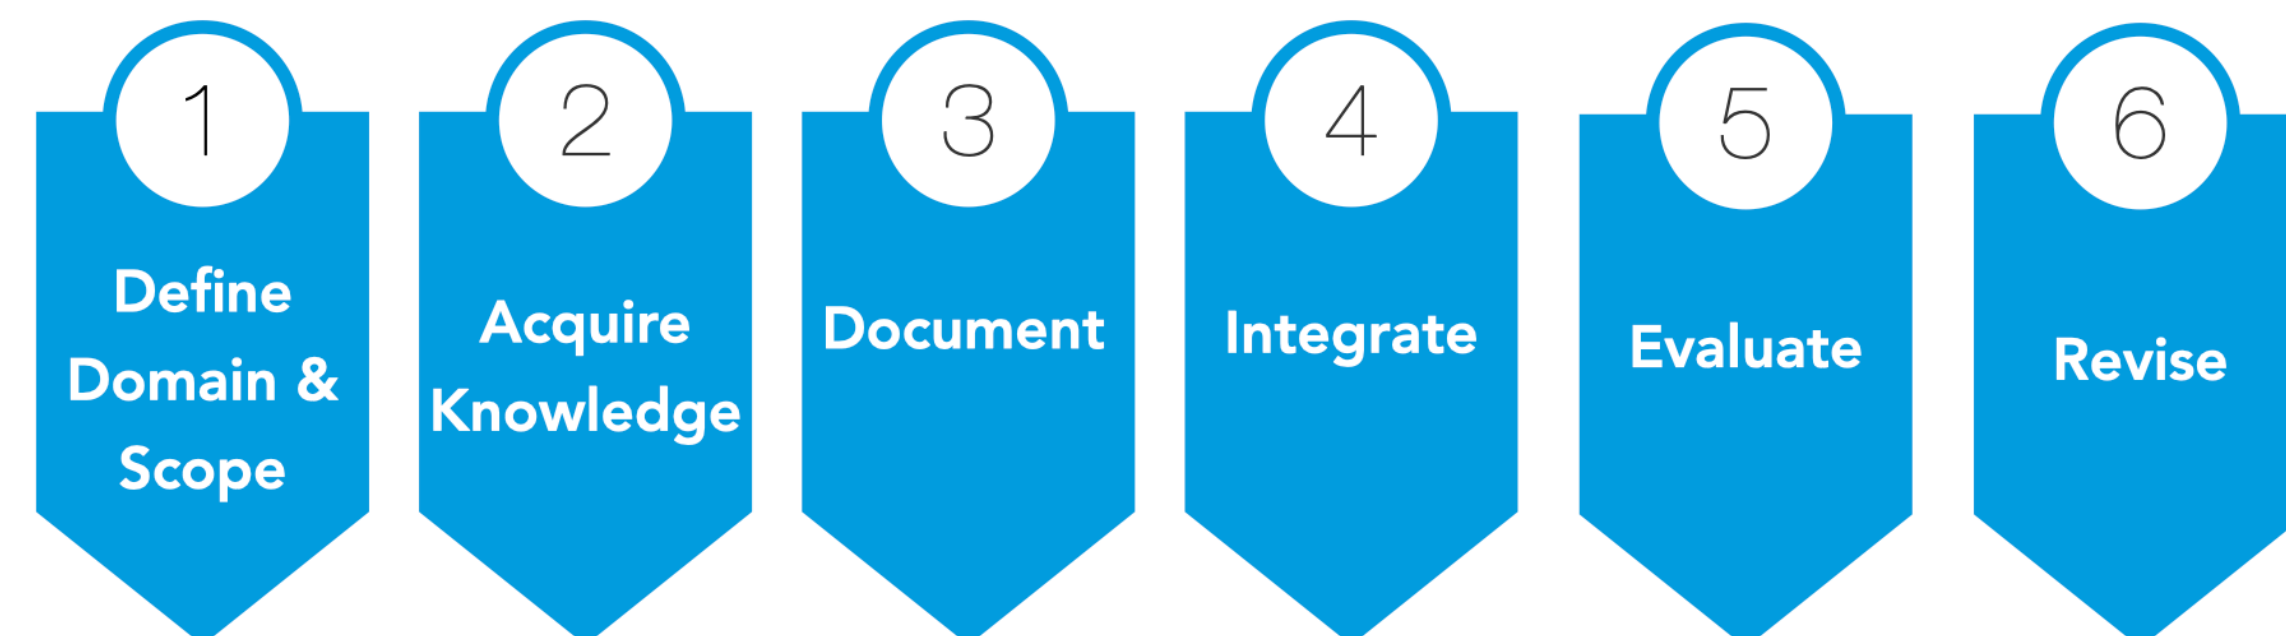 1
Define
Domain &
Scope
2
Acquire
Knowledge
3
Document
4
Integrate
5
Evaluate
6
Revise